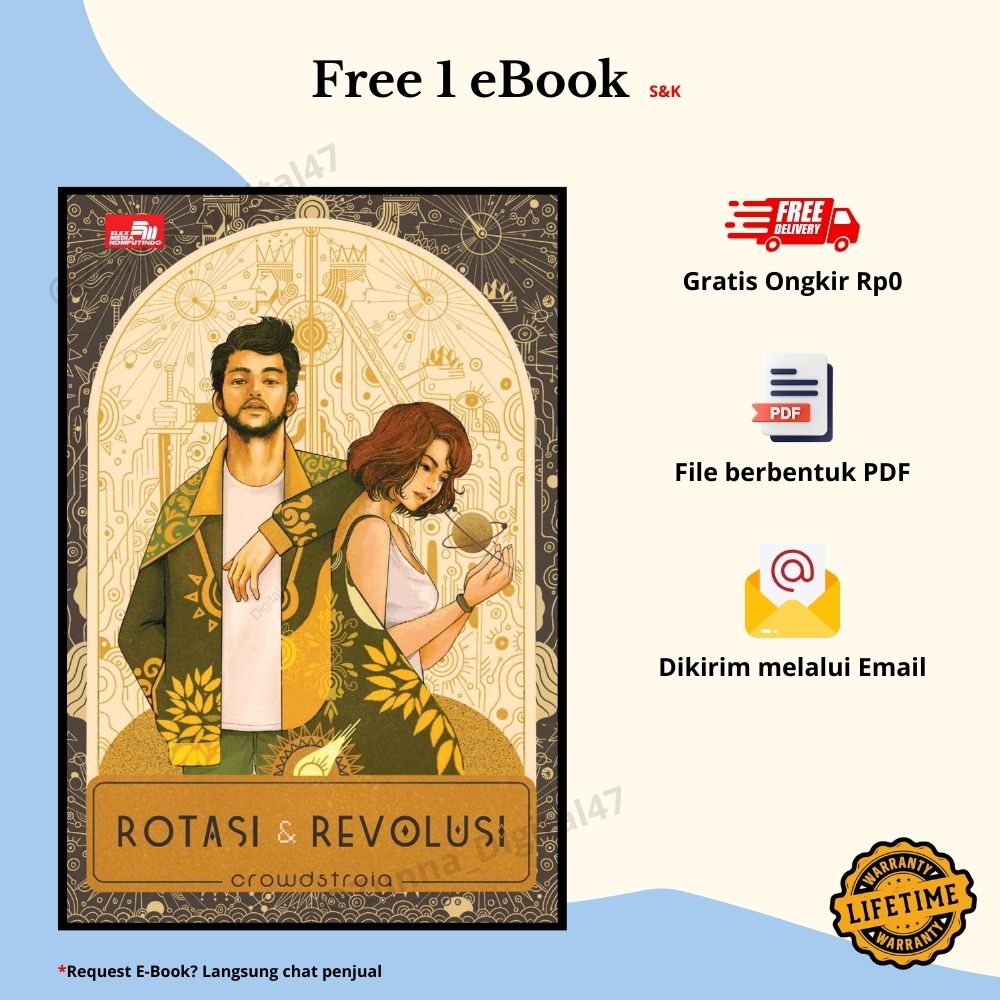 Free 1 eBook S&K
ELEX
MEDIA
KOMPUTINDO
ROTASI & REVOLUSI
crowdstroia
FREE
DELIVERY
Gratis Ongkir Rp0
PDF
File berbentuk PDF
@
Dikirim melalui Email
WARRANTY
LIFETIME
WARRANTY
*Request E-Book? Langsung chat penjual